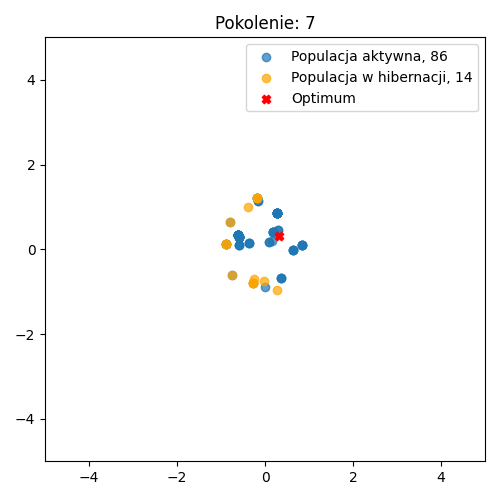 Pokolenie: 7
Populacja aktywna, 86
Populacja w hibernacji, 14
Optimum
4
2
0
−2
−4
−4
−2
0
2
4